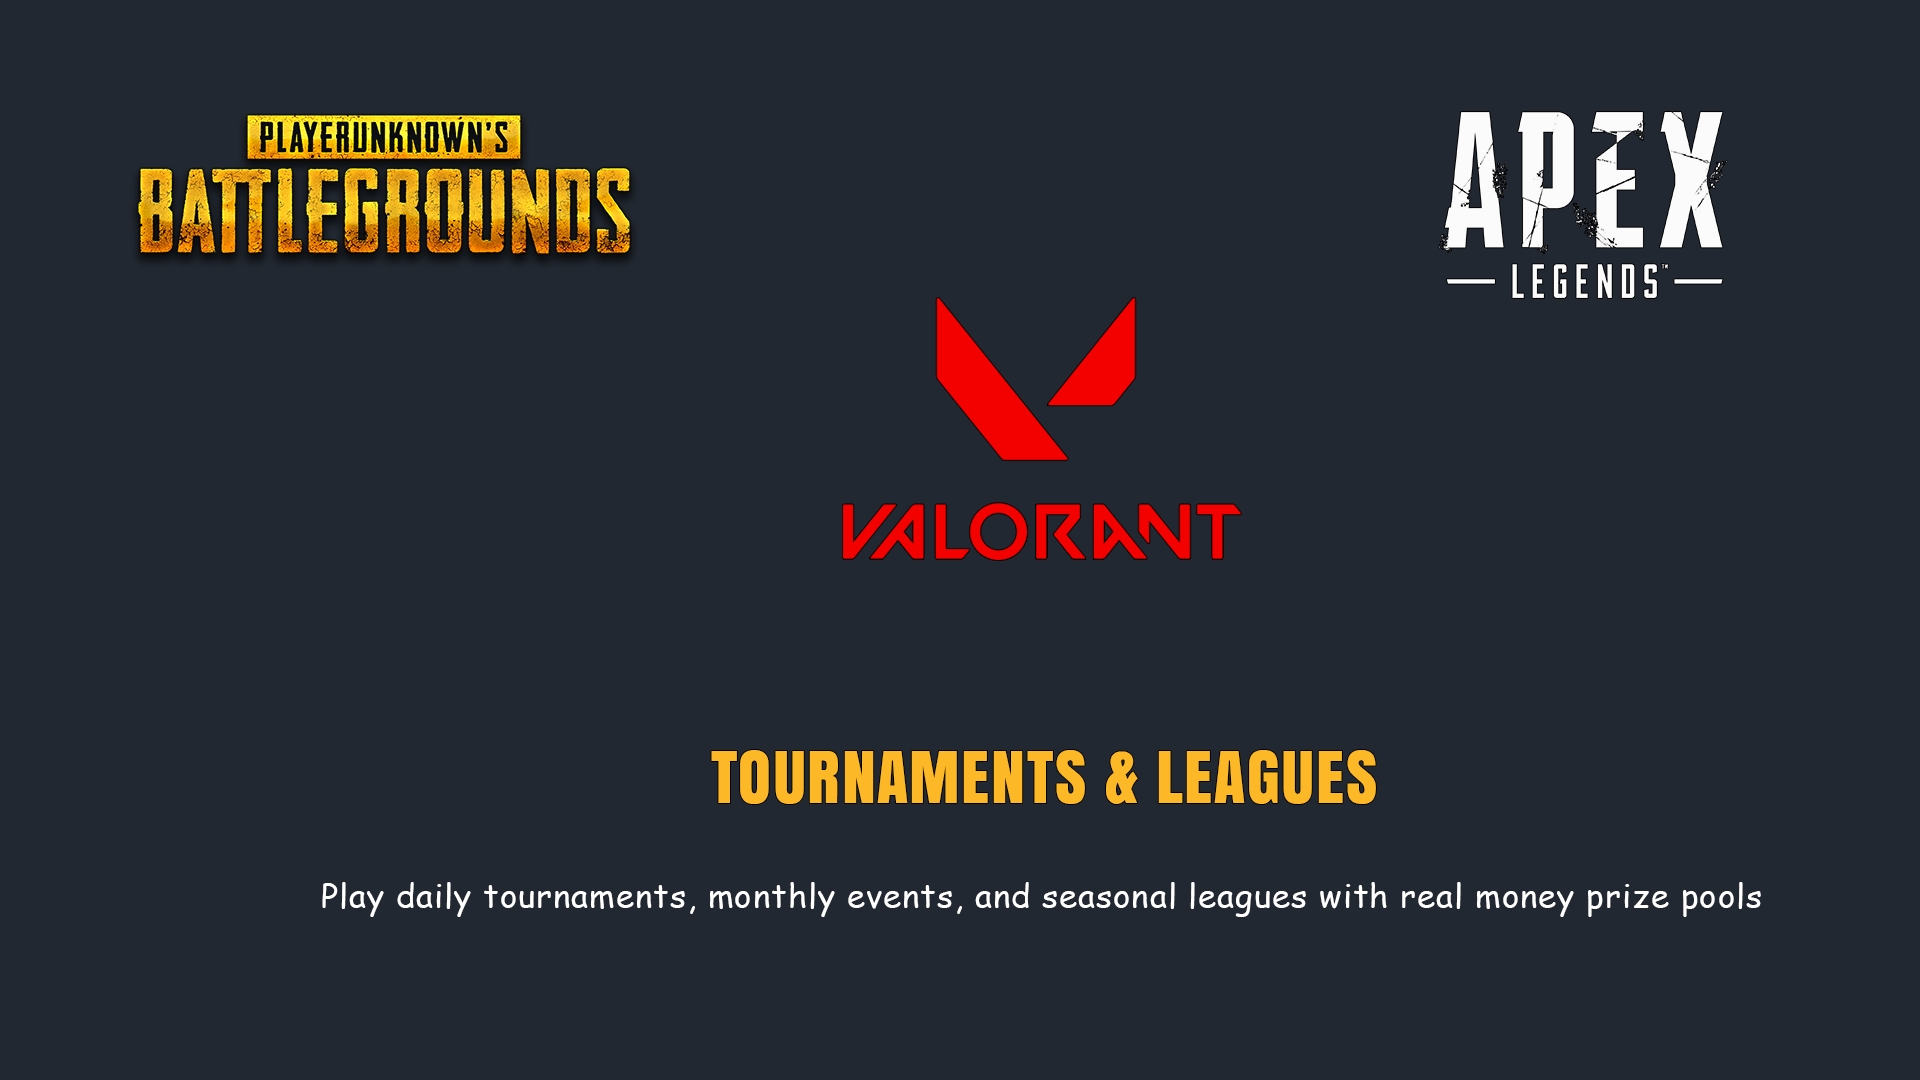 PLAYERUNKNOWN'S
BATTLEGROUNDS
APEX
LEGENDS™
VALORANT
TOURNAMENTS & LEAGUES
Play daily tournaments, monthly events, and seasonal leagues with real money prize pools